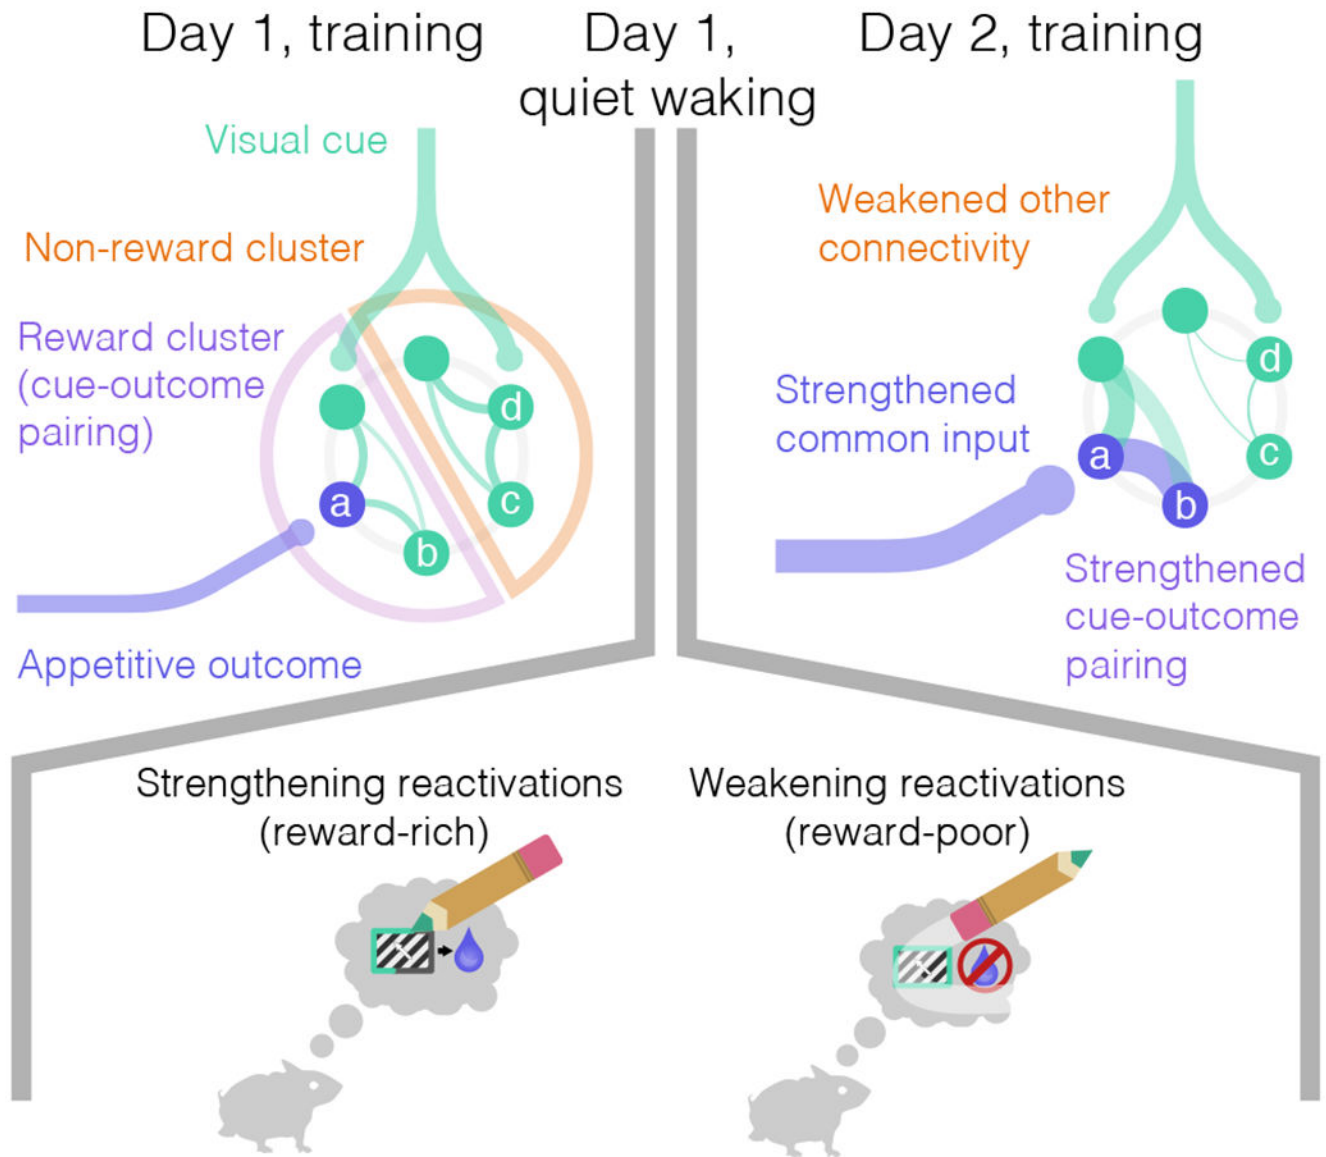 Day 1, training
Day 1,
quiet waking
Day 2, training
Visual cue
Non-reward cluster
Reward cluster
(cue-outcome
pairing)
d
c
a
b
Appetitive outcome
Weakened other
connectivity
Strengthened
common input
d
c
a
b
Strengthened
cue-outcome
pairing
Strengthening reactivations
(reward-rich)
Weakening reactivations
(reward-poor)